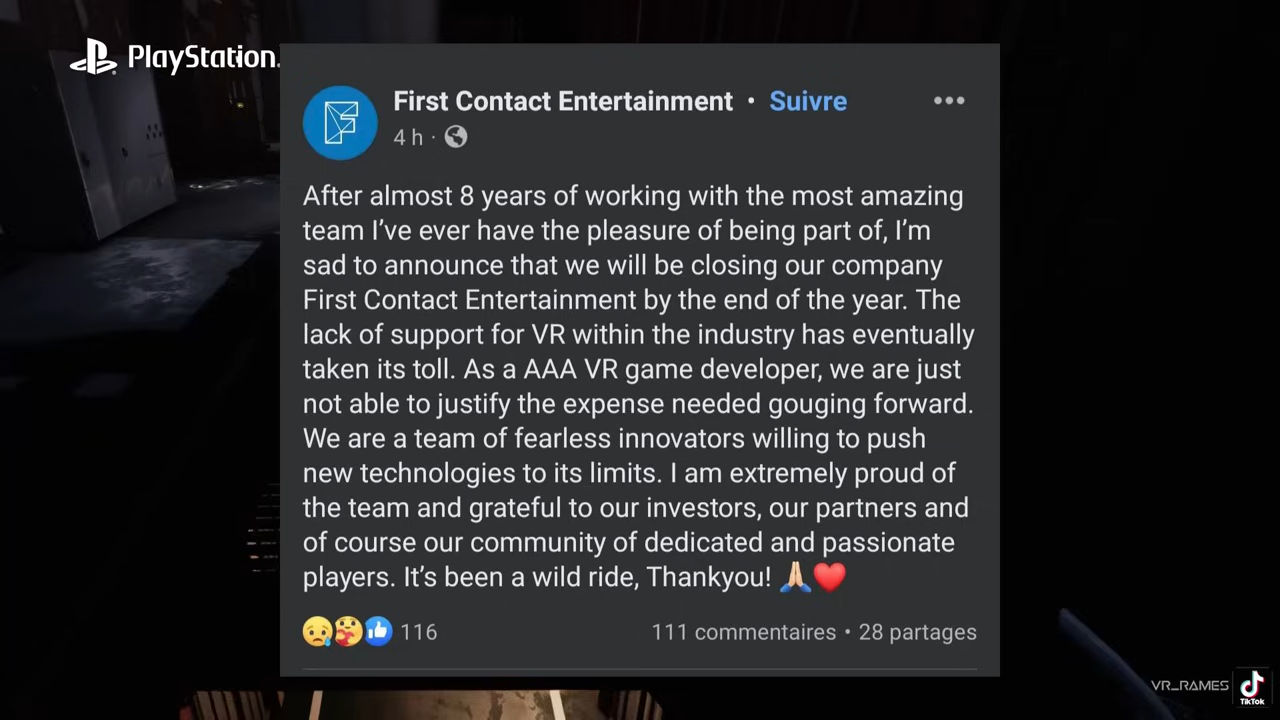 PlayStation.
First Contact Entertainment • Suivre
4 h ·
After almost 8 years of working with the most amazing
team I've ever have the pleasure of being part of, I'm
sad to announce that we will be closing our company
First Contact Entertainment by the end of the year. The
lack of support for VR within the industry has eventually
taken its toll. As a AAA VR game developer, we are just
not able to justify the expense needed gouging forward.
We are a team of fearless innovators willing to push
new technologies to its limits. I am extremely proud of
the team and grateful to our investors, our partners and
of course our community of dedicated and passionate
players. It's been a wild ride, Thankyou! 🙏🏼❤️
116
111 commentaires • 28 partages
VR_RAMES
TikTok